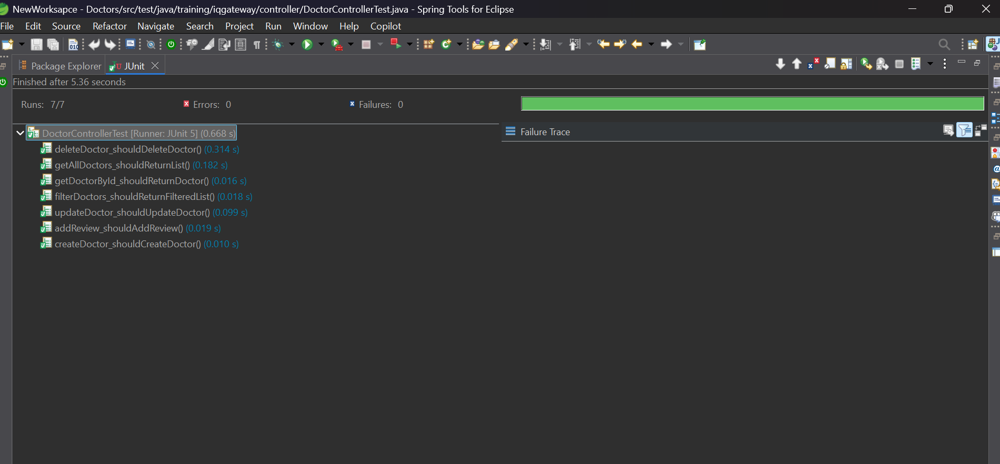 NewWorksapce - Doctors/src/test/java/training/iqgateway/controller/DoctorControllerTest.java - Spring Tools for Eclipse
File Edit Source Refactor Navigate Search Project Run Window Help Copilot
Package Explorer JUnit
Finished after 5.36 seconds
Runs: 7/7 Errors: 0 Failures: 0
DoctorControllerTest [Runner: JUnit 5] (0.668 s)
Failure Trace
deleteDoctor_shouldDeleteDoctor() (0.314 s)
getAllDoctors_shouldReturnList() (0.182 s)
getDoctorById_shouldReturnDoctor() (0.016 s)
filterDoctors_shouldReturnFilteredList() (0.018 s)
updateDoctor_shouldUpdateDoctor() (0.099 s)
addReview_shouldAddReview() (0.019 s)
createDoctor_shouldCreateDoctor() (0.010 s)